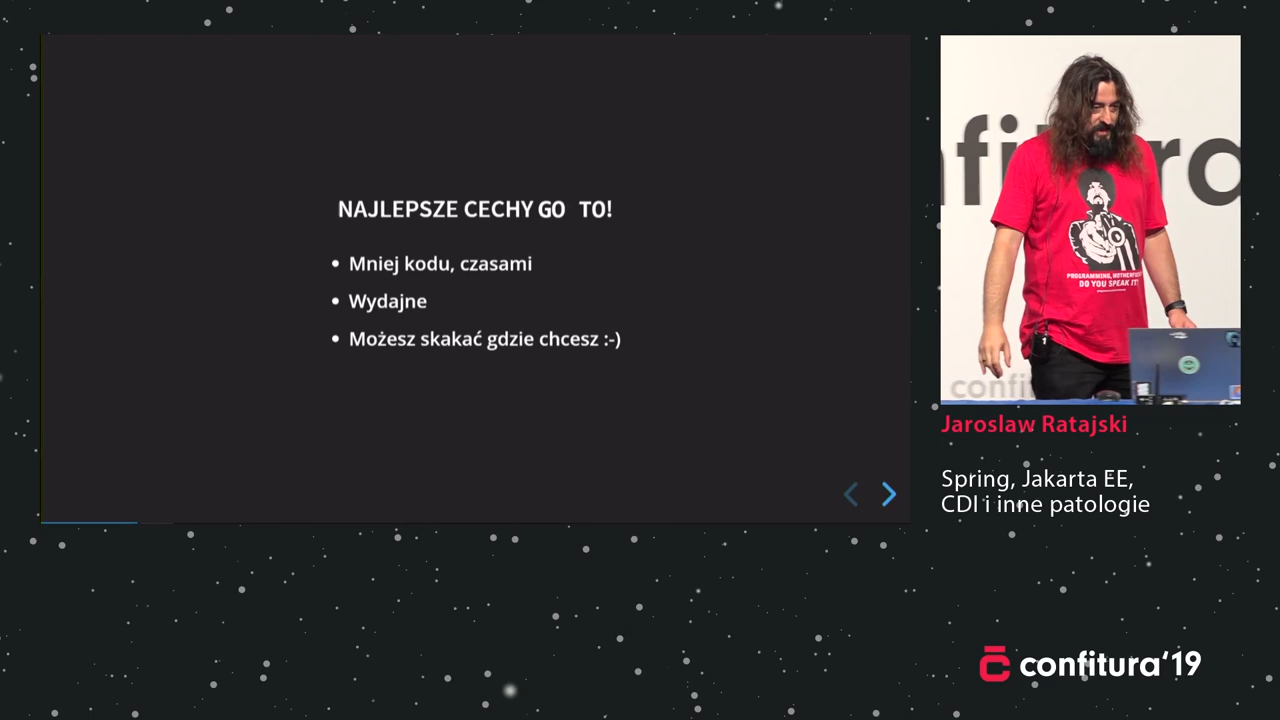 NAJLEPSZE CECHY GO TO!
• Mniej kodu, czasami
• Wydajne
• Możesz skakać gdzie chcesz :-)
PROGRAMMING,
DO YOU SPEAK IT?
confi
Jaroslaw Ratajski
Spring, Jakarta EE,
CDI i inne patologie
confitura'19